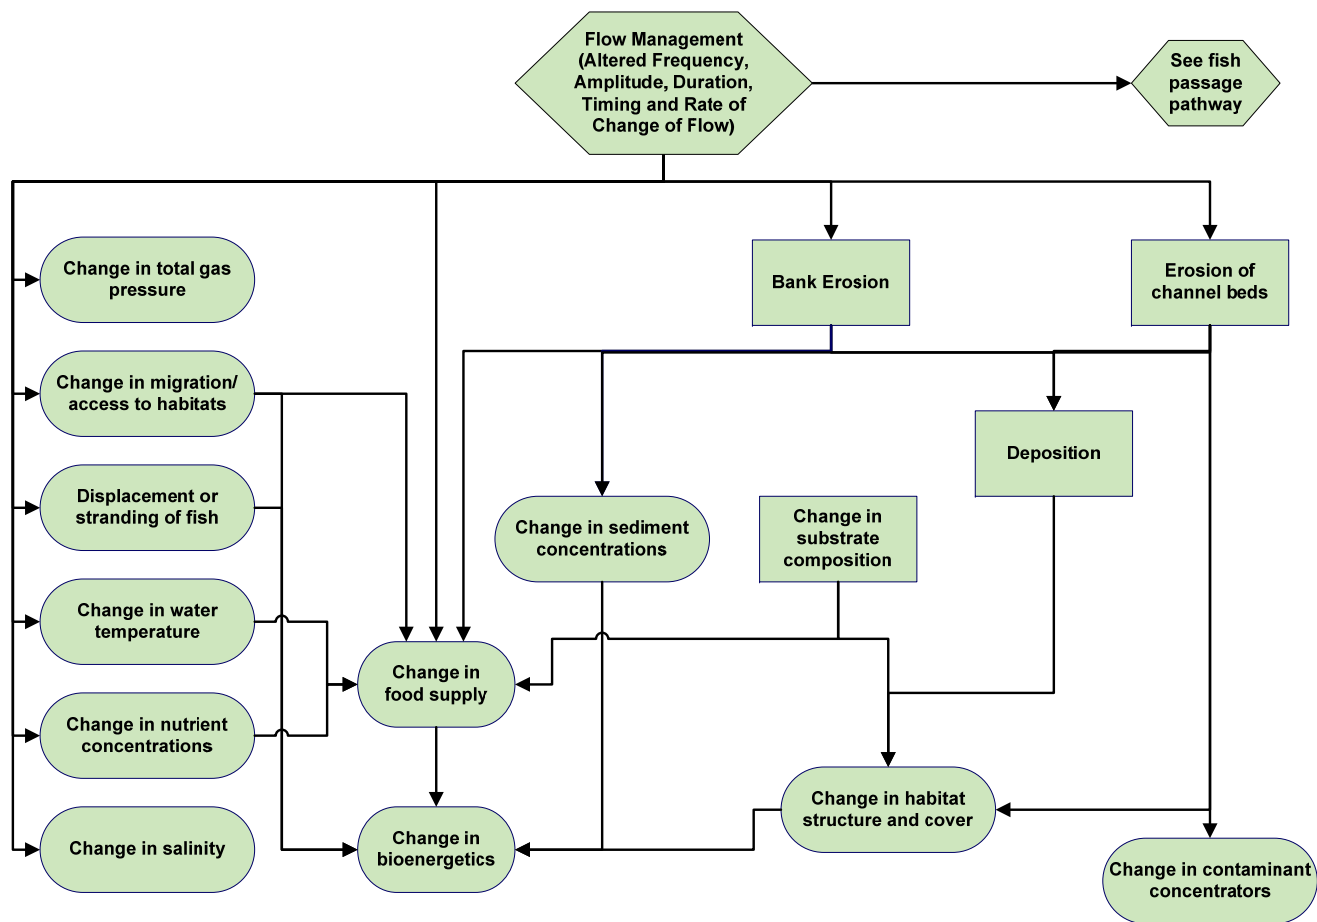 Flow Management
(Altered Frequency,
Amplitude, Duration,
Timing and Rate of
Change of Flow)
See fish
passage
pathway
Change in total gas
pressure
Bank Erosion
Erosion of
channel beds
Change in migration/
access to habitats
Deposition
Displacement or
stranding of fish
Change in sediment
concentrations
Change in
substrate
composition
Change in water
temperature
Change in
food supply
Change in nutrient
concentrations
Change in habitat
structure and cover
Change in salinity
Change in
bioenergetics
Change in contaminant
concentrators